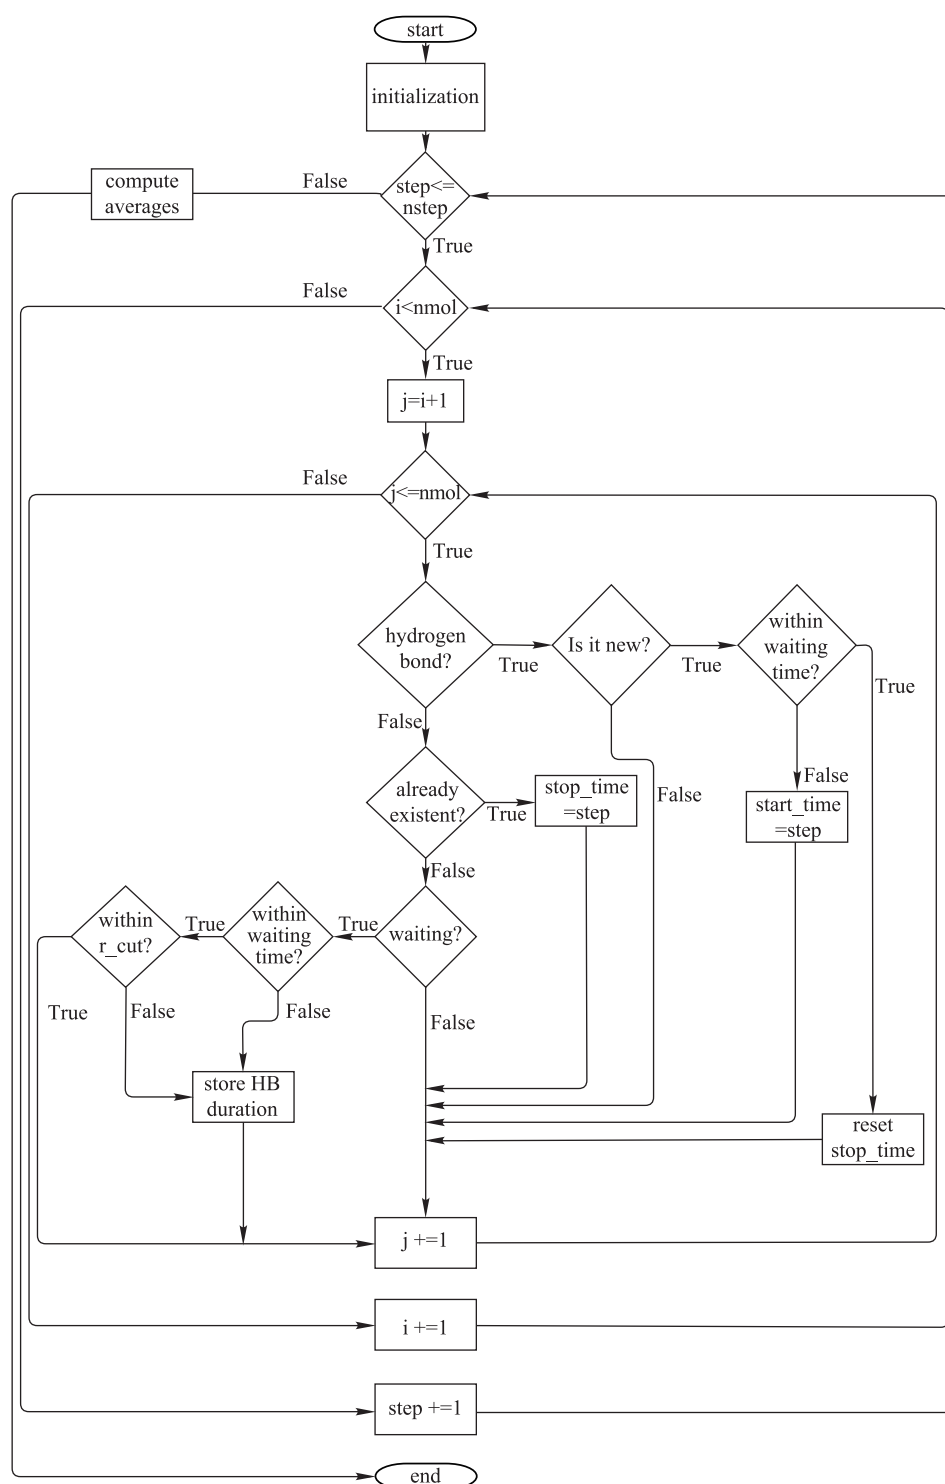 start
initialization
step<=
nstep
False
compute
averages
True
i<nmol
False
True
j=i+1
j<=nmol
False
True
hydrogen
bond?
True
Is it new?
True
within
waiting
time?
True
False
False
already
existent?
True
stop_time
=step
False
start_time
=step
False
waiting?
True
within
waiting
time?
True
within
r_cut?
True
False
False
False
store HB
duration
reset
stop_time
j +=1
i +=1
step +=1
end